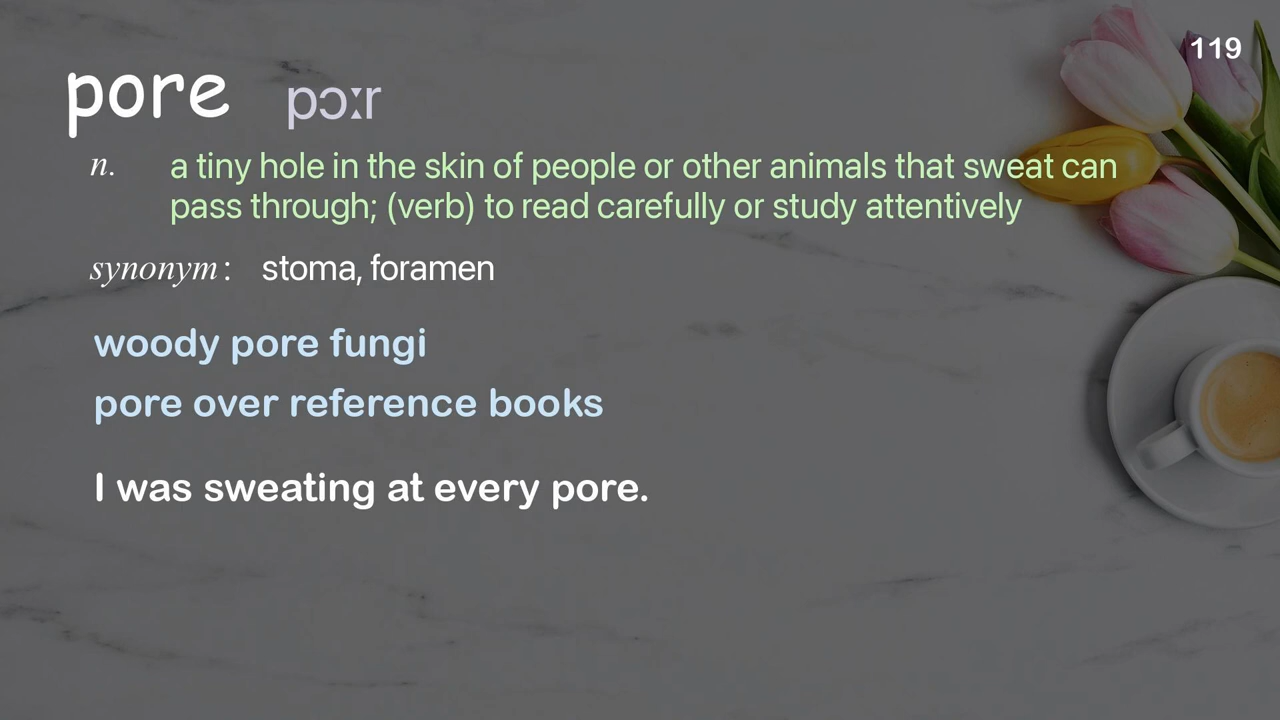 119
pore pɔːr
n. a tiny hole in the skin of people or other animals that sweat can
pass through; (verb) to read carefully or study attentively
synonym: stoma, foramen
woody pore fungi
pore over reference books
I was sweating at every pore.